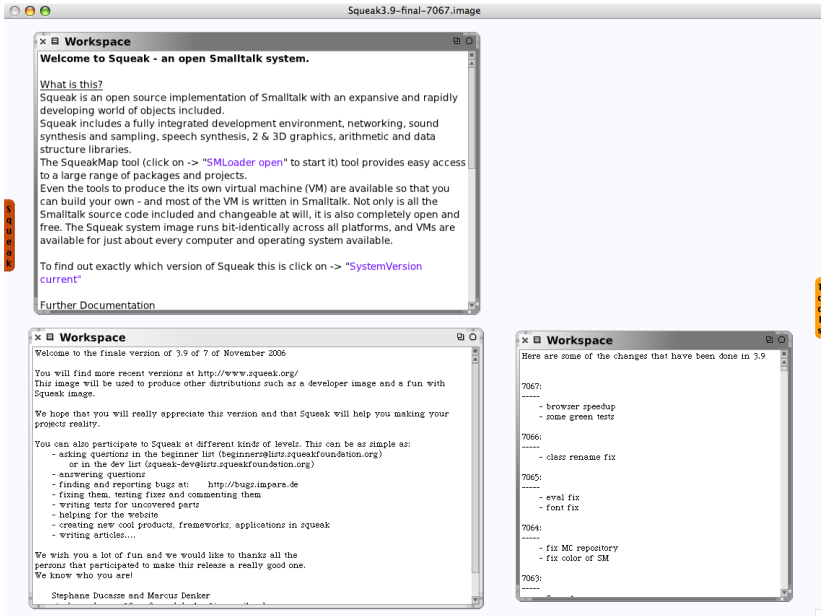 Squeak3.9-final-7067.image
Workspace
Welcome to Squeak - an open Smalltalk system.
What is this?
Squeak is an open source implementation of Smalltalk with an expansive and rapidly
developing world of objects included.
Squeak includes a fully integrated development environment, networking, sound
synthesis and sampling, speech synthesis, 2 & 3D graphics, arithmetic and data
structure libraries.
The SqueakMap tool (click on -> "SMLoader open" to start it) tool provides easy access
to a large range of packages and projects.
Even the tools to produce the its own virtual machine (VM) are available so that you
can build your own - and most of the VM is written in Smalltalk. Not only is all the
Smalltalk source code included and changeable at will, it is also completely open and
free. The Squeak system image runs bit-identically across all platforms, and VMs are
available for just about every computer and operating system available.
To find out exactly which version of Squeak this is click on -> "SystemVersion
current"
Further Documentation
Squeak
Workspace
Welcome to the finale version of 3.9 of 7 of November 2006
You will find more recent versions at http://www.squeak.org/
This image will be used to produce other distributions such as a developer image and a fun with
Squeak image.
We hope that you will really appreciate this version and that Squeak will help you making your
projects reality.
You can also participate to Squeak at different kinds of levels. This can be as simple as:
- asking questions in the beginner list (beginners@lists.squeakfoundation.org)
or in the dev list (squeak-dev@lists.squeakfoundation.org)
- answering questions
- finding and reporting bugs at: http://bugs.impara.de
- fixing them, testing fixes and commenting them
- writing tests for uncovered parts
- helping for the website
- creating new cool products, frameworks, applications in squeak
- writing articles....
We wish you a lot of fun and we would like to thanks all the
persons that participated to make this release a really good one.
We know who you are!
Stephane Ducasse and Marcus Denker
Workspace
Here are some of the changes that have been done in 3.9
7067:
-----
- browser speedup
- some green tests
7066:
-----
- class rename fix
7065:
-----
- eval fix
- font fix
7064:
-----
- fix MC repository
- fix color of SM
7063:
-----